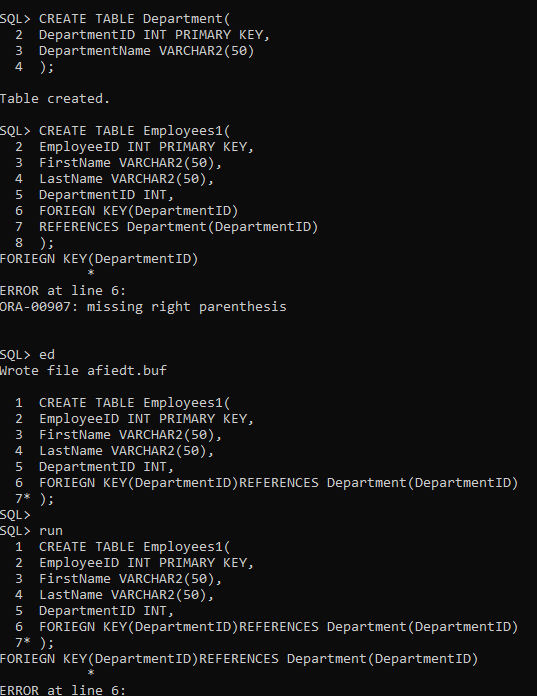 SQL> CREATE TABLE Department(
  2  DepartmentID INT PRIMARY KEY,
  3  DepartmentName VARCHAR2(50)
  4  );

Table created.

SQL> CREATE TABLE Employees1(
  2  EmployeeID INT PRIMARY KEY,
  3  FirstName VARCHAR2(50),
  4  LastName VARCHAR2(50),
  5  DepartmentID INT,
  6  FORIEGN KEY(DepartmentID)
  7  REFERENCES Department(DepartmentID)
  8  );
FORIEGN KEY(DepartmentID)
           *
ERROR at line 6:
ORA-00907: missing right parenthesis


SQL> ed
Wrote file afiedt.buf

  1  CREATE TABLE Employees1(
  2  EmployeeID INT PRIMARY KEY,
  3  FirstName VARCHAR2(50),
  4  LastName VARCHAR2(50),
  5  DepartmentID INT,
  6  FORIEGN KEY(DepartmentID)REFERENCES Department(DepartmentID)
  7* );
SQL>
SQL> run
  1  CREATE TABLE Employees1(
  2  EmployeeID INT PRIMARY KEY,
  3  FirstName VARCHAR2(50),
  4  LastName VARCHAR2(50),
  5  DepartmentID INT,
  6  FORIEGN KEY(DepartmentID)REFERENCES Department(DepartmentID)
  7* );
FORIEGN KEY(DepartmentID)REFERENCES Department(DepartmentID)
           *
ERROR at line 6: